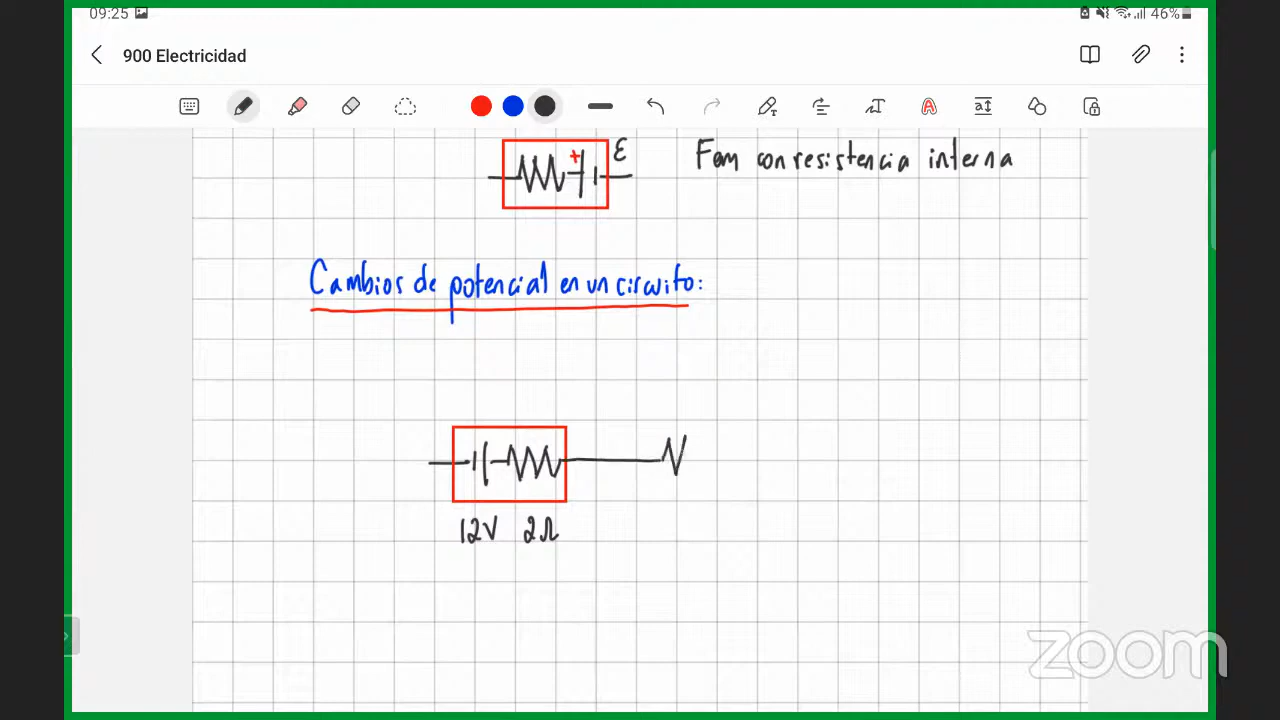 09:25 46%
900 Electricidad
+ ε Fem con resistencia interna
Cambios de potencial en un circuito:
12V 2Ω
zoom